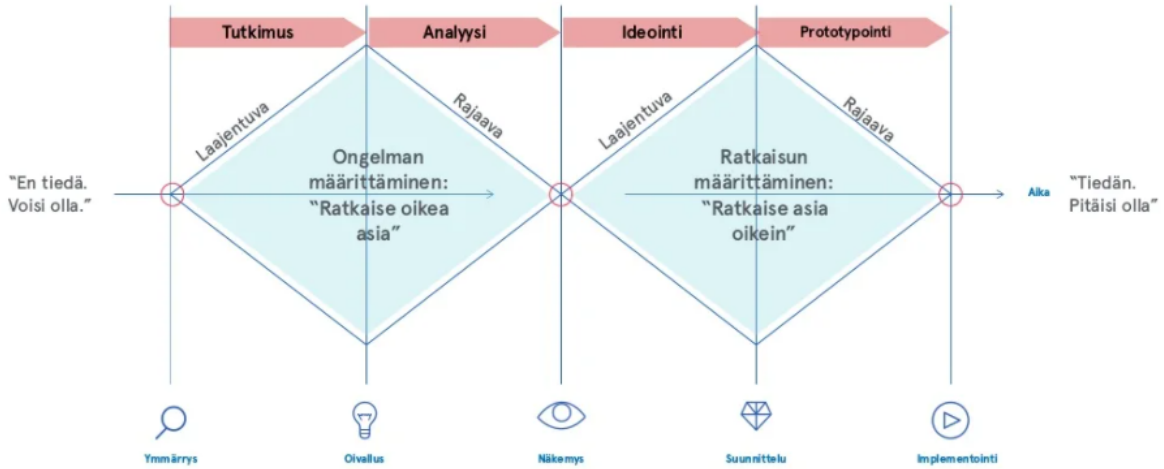 Tutkimus
Analyysi
Ideointi
Prototypointi
Laajentuva
Rajaava
Laajentuva
Rajaava
"En tiedä.
Voisi olla."
Ongelman
määrittäminen:
"Ratkaise oikea
asia"
Ratkaisun
määrittäminen:
"Ratkaise asia
oikein"
Aika
"Tiedän.
Pitäisi olla"
Ymmärrys
Oivallus
Näkemys
Suunnittelu
Implementointi